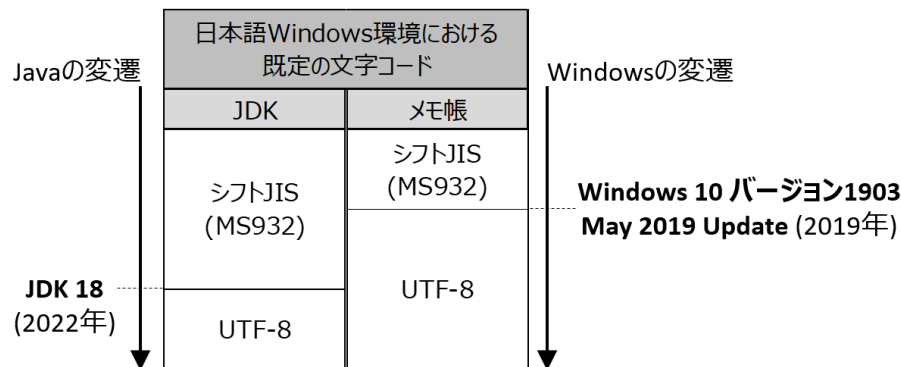 日本語Windows環境における
既定の文字コード
Javaの変遷
Windowsの変遷
JDK
メモ帳
シフトJIS
(MS932)
シフトJIS
(MS932)
Windows 10 バージョン1903
May 2019 Update (2019年)
JDK 18
(2022年)
UTF-8
UTF-8